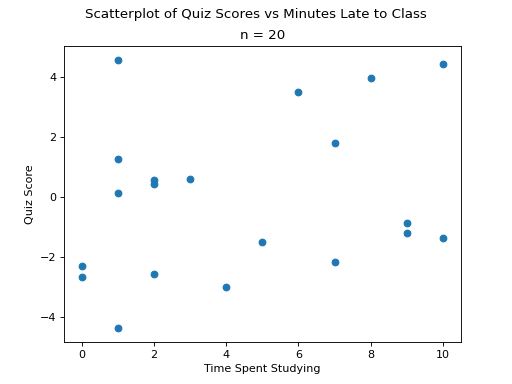 Scatterplot of Quiz Scores vs Minutes Late to Class
n = 20
4
2
0
−2
−4
Quiz Score
0 2 4 6 8 10
Time Spent Studying